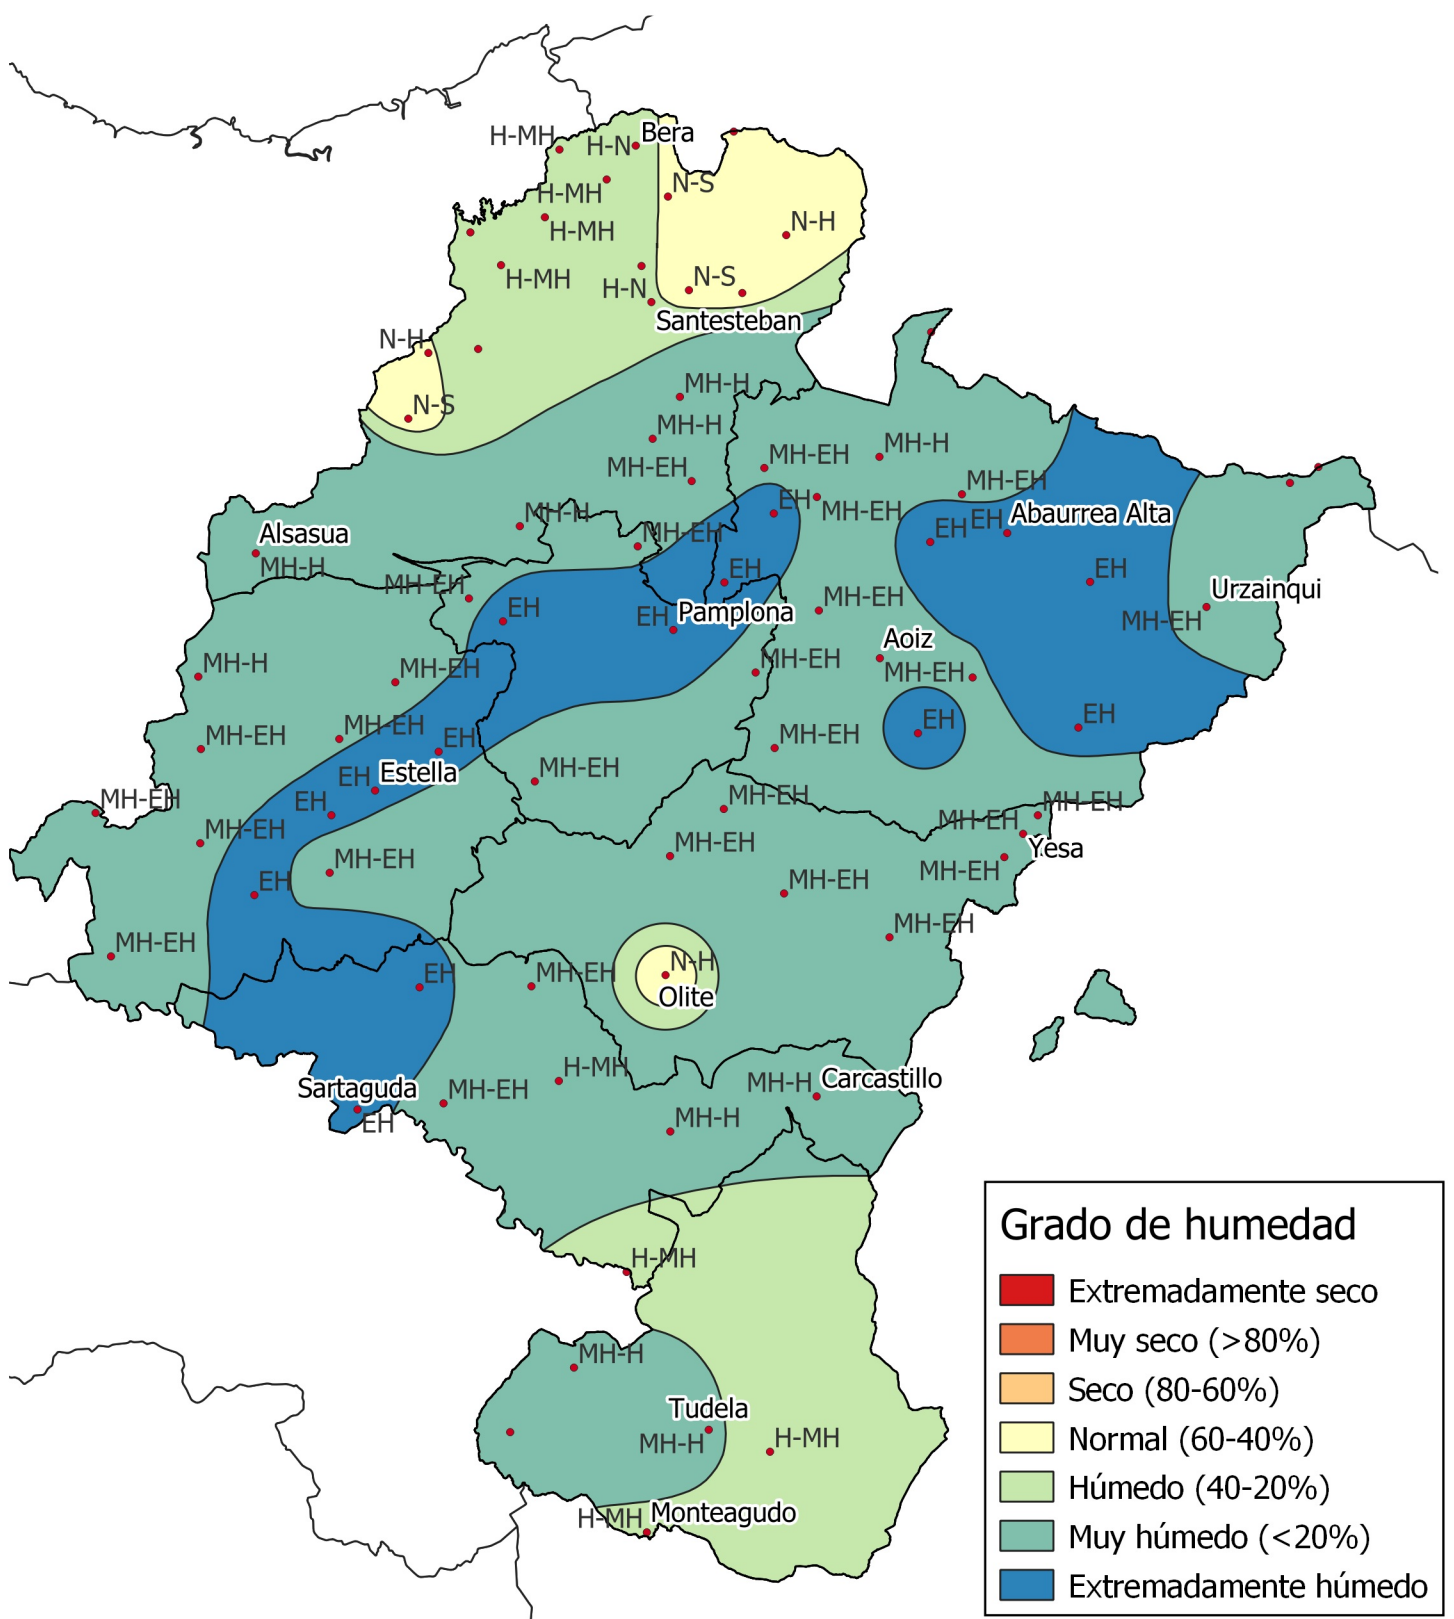 H-MH
H-N
Bera
H-MH
N-S
H-MH
N-H
H-MH
H-N
N-S
Santesteban
N-H
N-S
MH-H
MH-H
MH-EH
MH-EH
MH-H
MH-EH
EH
MH-EH
MH-H
MH-EH
EH
EH
Abaurrea Alta
Alsasua
MH-H
MH-EH
EH
EH
EH
Pamplona
EH
MH-EH
Urzainqui
MH-EH
Aoiz
MH-EH
MH-H
MH-EH
MH-EH
MH-EH
MH-EH
EH
MH-EH
EH
EH
EH
Estella
MH-EH
MH-EH
EH
MH-EH
MH-EH
MH-EH
MH-EH
MH-EH
MH-EH
Yesa
MH-EH
MH-EH
EH
MH-EH
MH-EH
MH-EH
EH
MH-EH
N-H
Olite
Sartaguda
EH
MH-EH
H-MH
MH-H
MH-H
Carcastillo
H-MH
MH-H
Tudela
MH-H
H-MH
H-MH
Monteagudo
Grado de humedad
Extremadamente seco
Muy seco (>80%)
Seco (80-60%)
Normal (60-40%)
Húmedo (40-20%)
Muy húmedo (<20%)
Extremadamente húmedo